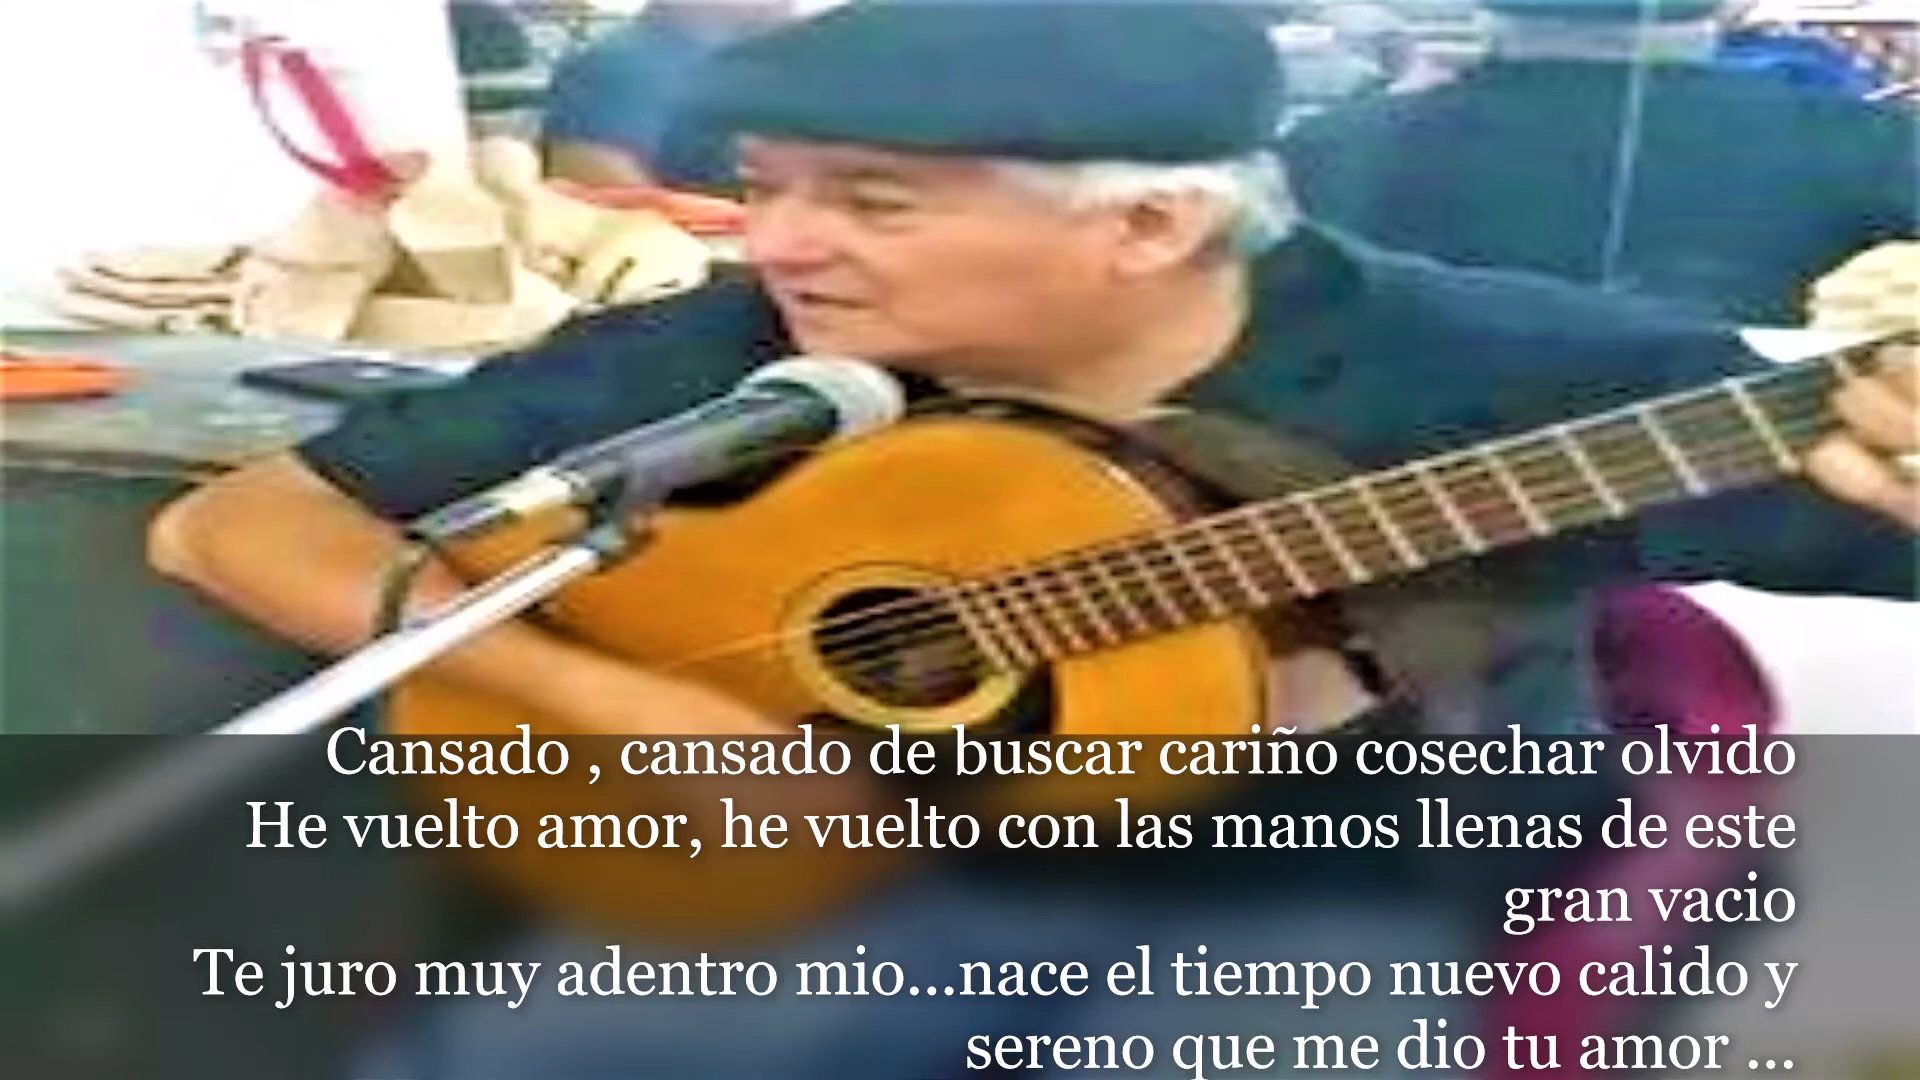 Cansado , cansado de buscar cariño cosechar olvido
He vuelto amor, he vuelto con las manos llenas de este
gran vacio
Te juro muy adentro mio...nace el tiempo nuevo calido y
sereno que me dio tu amor ...